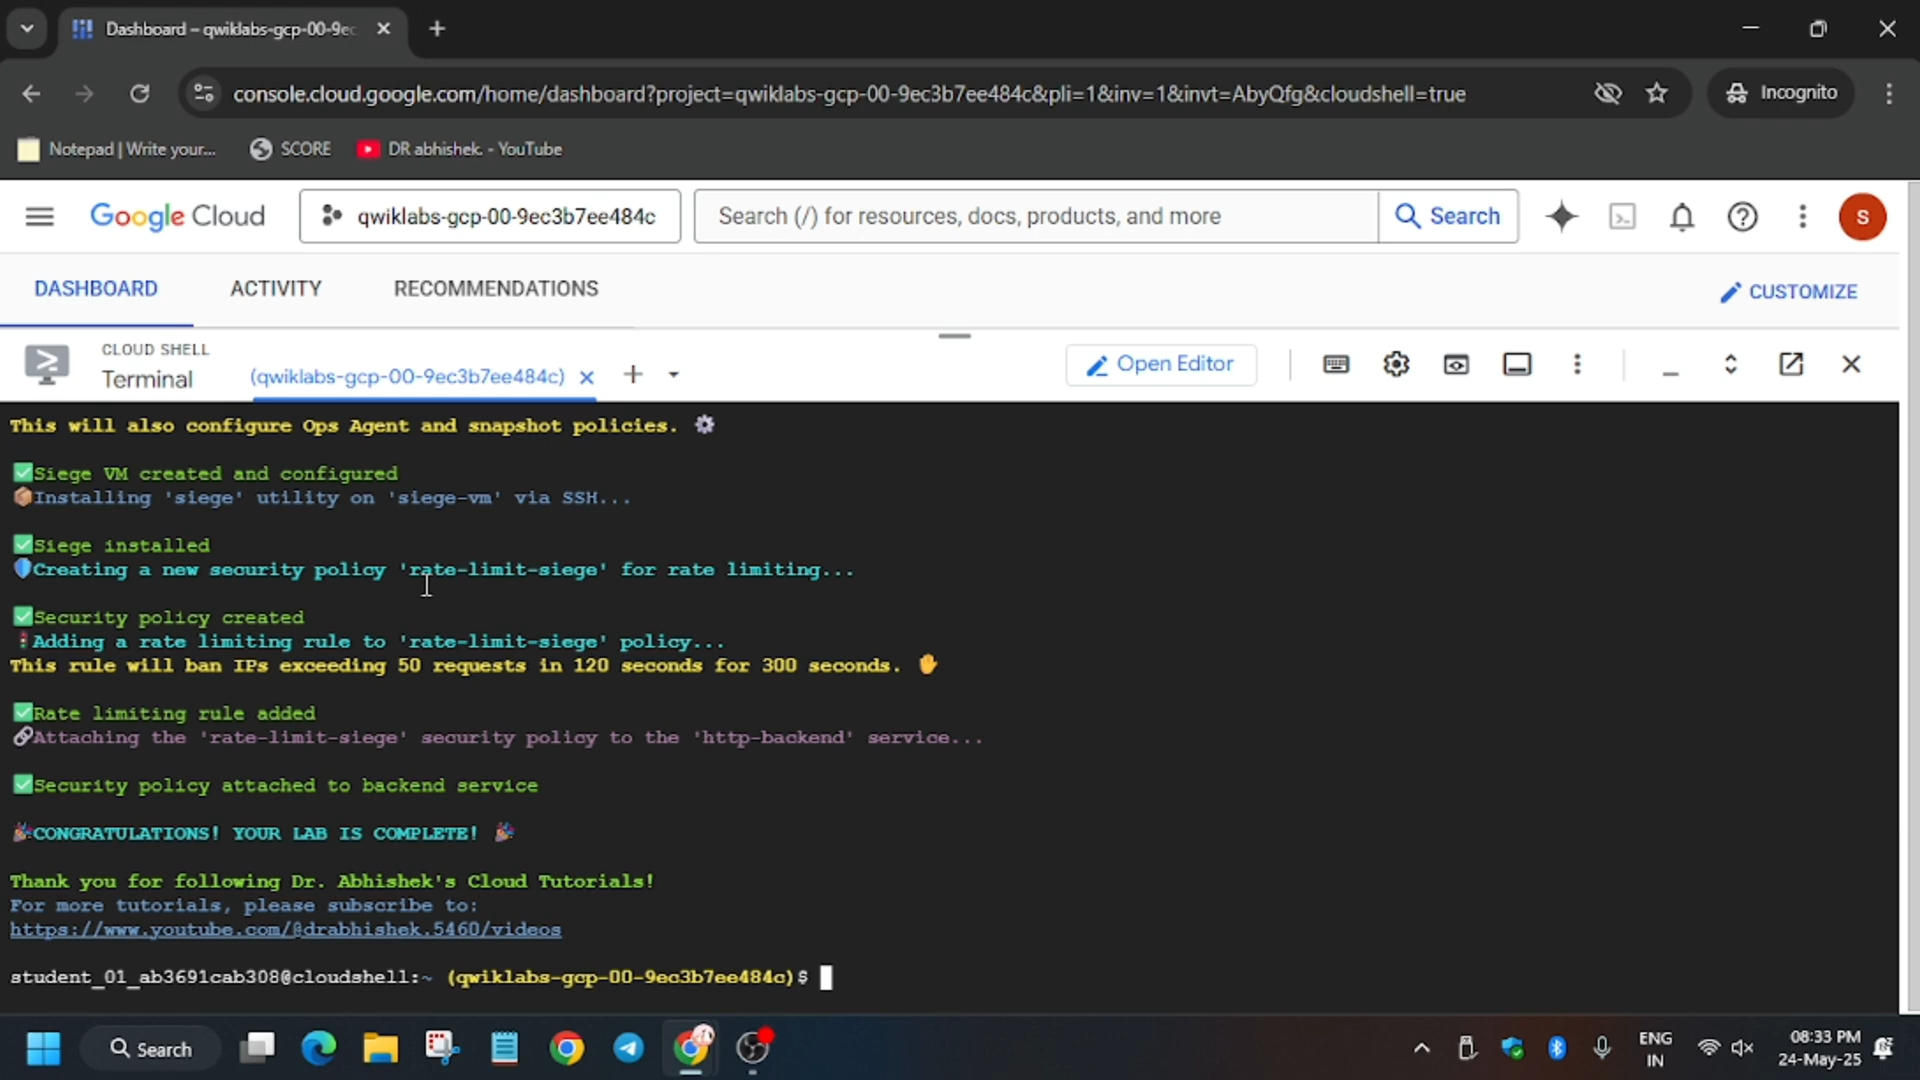 Dashboard – qwiklabs-gcp-00-9ec
console.cloud.google.com/home/dashboard?project=qwiklabs-gcp-00-9ec3b7ee484c&pli=1&inv=1&invt=AbyQfg&cloudshell=true
Incognito
Notepad | Write your...
SCORE
DR abhishek. - YouTube
Google Cloud
qwiklabs-gcp-00-9ec3b7ee484c
Search (/) for resources, docs, products, and more
Search
S
DASHBOARD
ACTIVITY
RECOMMENDATIONS
CUSTOMIZE
CLOUD SHELL
Terminal
(qwiklabs-gcp-00-9ec3b7ee484c)
Open Editor
This will also configure Ops Agent and snapshot policies. ⚙️
✅Siege VM created and configured
📦Installing 'siege' utility on 'siege-vm' via SSH...
✅Siege installed
🛡️Creating a new security policy 'rate-limit-siege' for rate limiting...
✅Security policy created
🚦Adding a rate limiting rule to 'rate-limit-siege' policy...
This rule will ban IPs exceeding 50 requests in 120 seconds for 300 seconds. ✋
✅Rate limiting rule added
🔗Attaching the 'rate-limit-siege' security policy to the 'http-backend' service...
✅Security policy attached to backend service
🎉CONGRATULATIONS! YOUR LAB IS COMPLETE! 🎉
Thank you for following Dr. Abhishek's Cloud Tutorials!
For more tutorials, please subscribe to:
https://www.youtube.com/@drabhishek.5460/videos
student_01_ab3691cab308@cloudshell:~ (qwiklabs-gcp-00-9ec3b7ee484c)$
Search
ENG
IN
08:33 PM
24-May-25